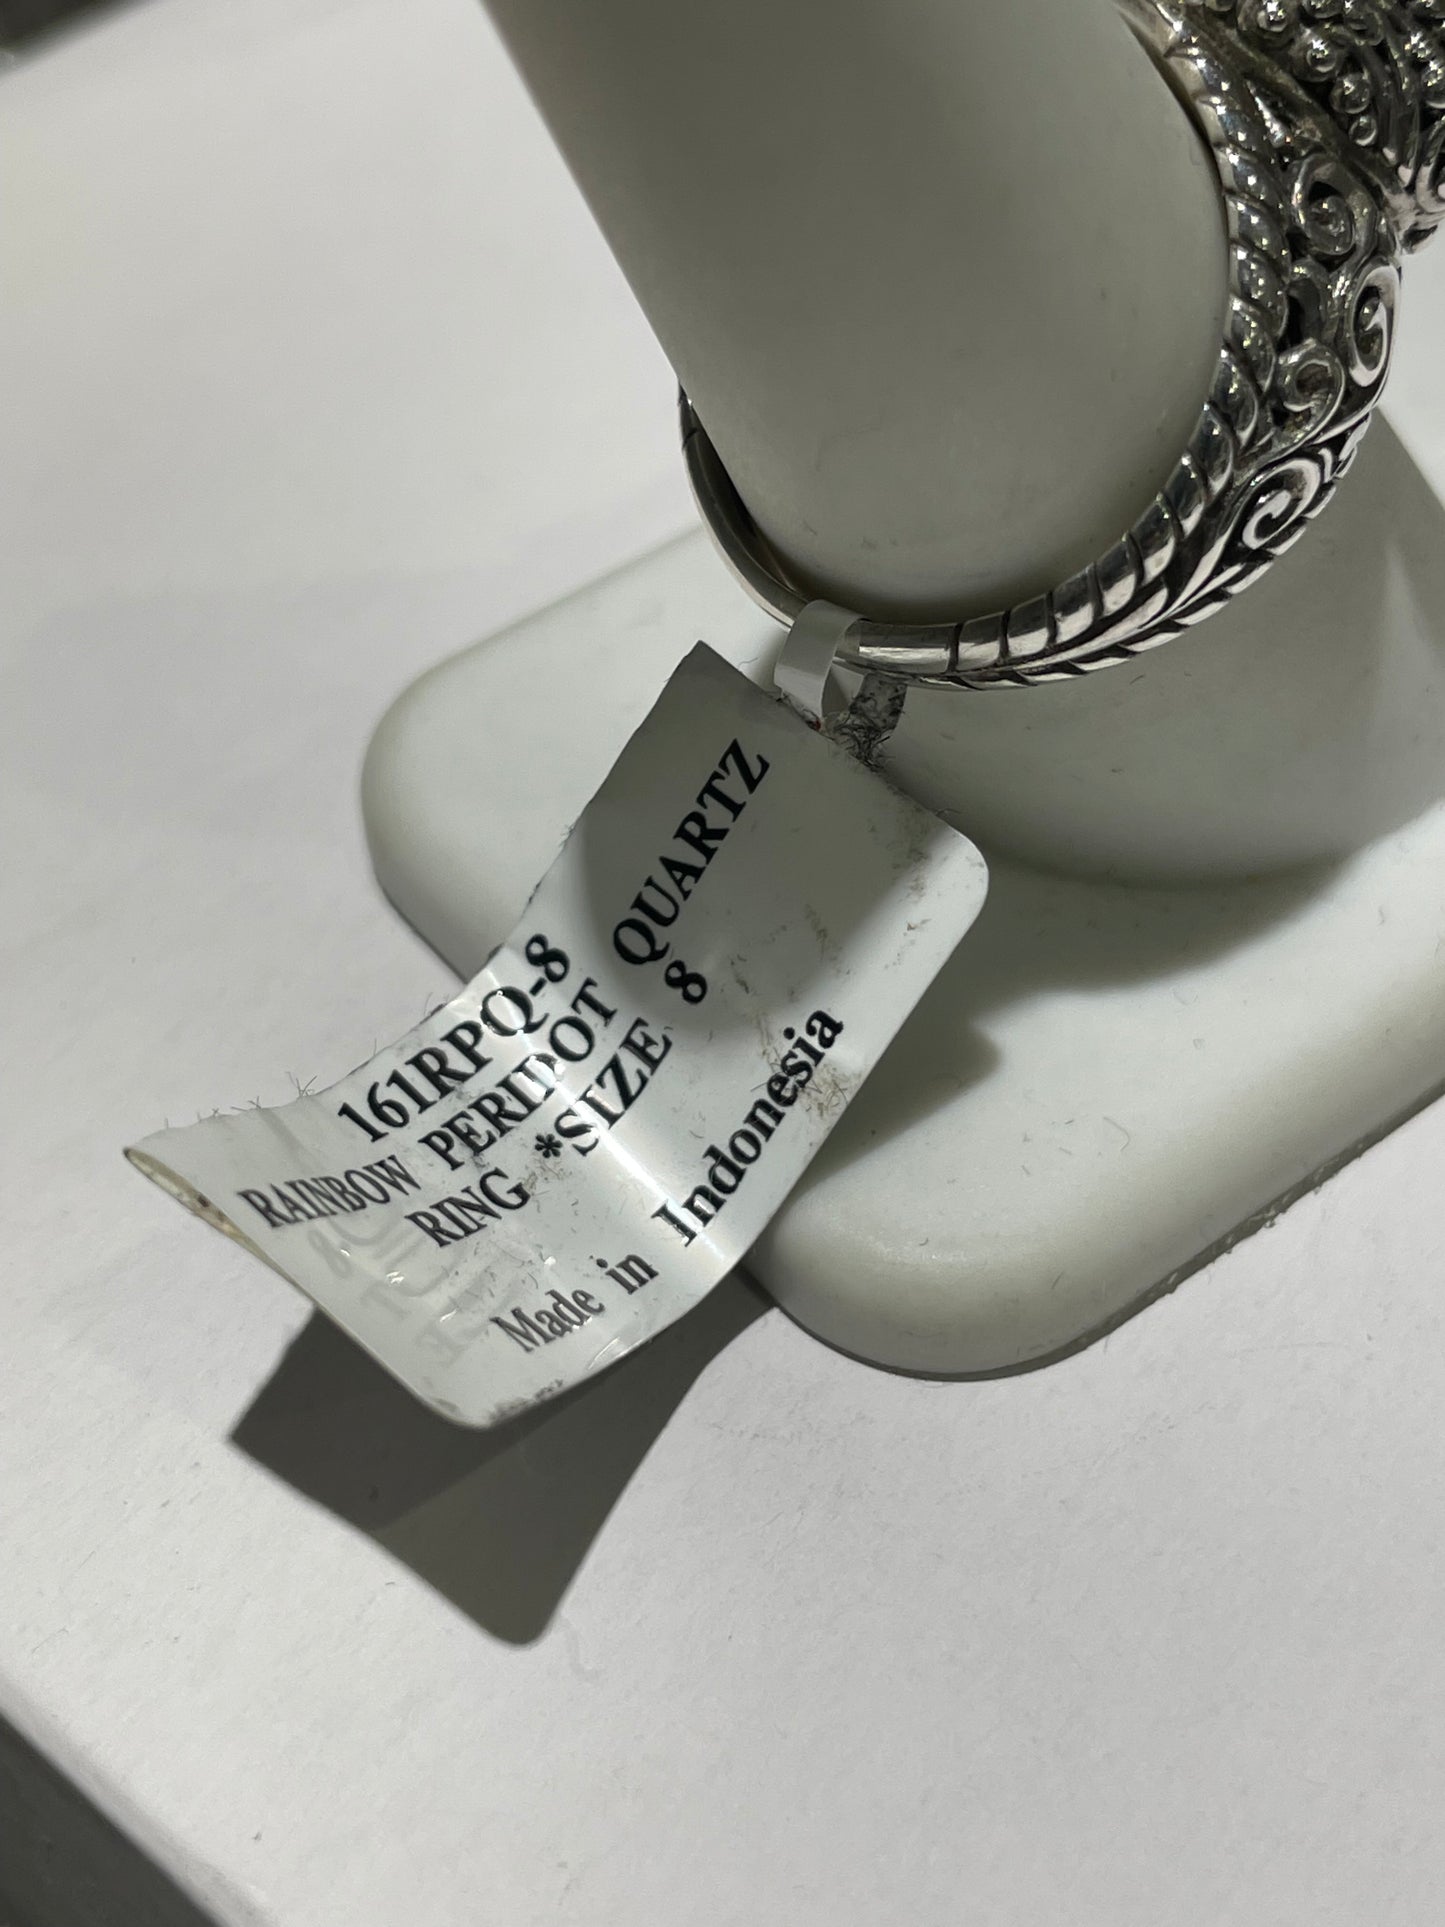 161RPQ-8
RAINBOW PERIDOT QUARTZ
RING *SIZE 8
Made in Indonesia